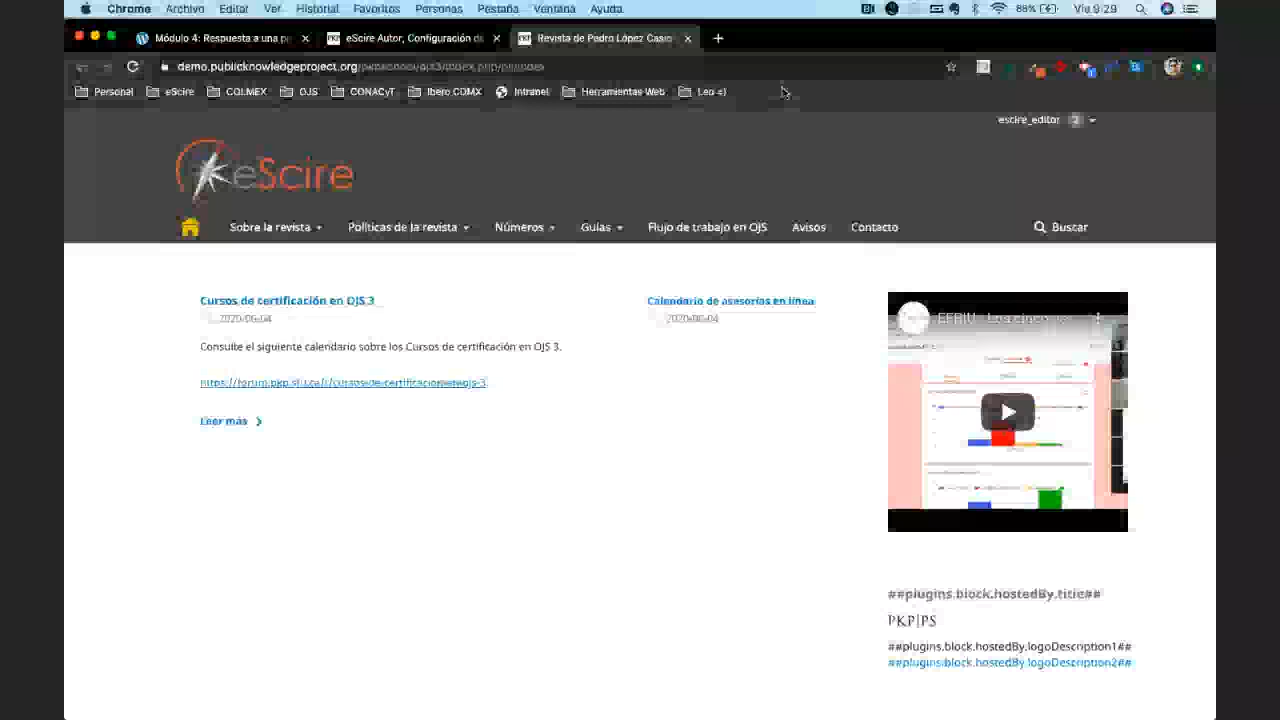 Chrome Archivo Editar Ver Historial Favoritos Personas Pestaña Ventana Ayuda 88% Vie 9:29
Módulo 4: Respuesta a una p eScire Autor, Configuración de Revista de Pedro López Casio
demo.publicknowledgeproject.org
Personal eScire COLMEX OJS CONACyT Ibero CDMX Intranet Herramientas Web
escire_editor 2
eScire
Sobre la revista Políticas de la revista Números Guías Flujo de trabajo en OJS Avisos Contacto Buscar
Cursos de certificación en OJS 3 Calendario de asesorías en línea
Consulte el siguiente calendario sobre los Cursos de certificación en OJS 3.
Leer más
##plugins.block.hostedBy.title##
PKP|PS
##plugins.block.hostedBy.logoDescription1##
##plugins.block.hostedBy.logoDescription2##